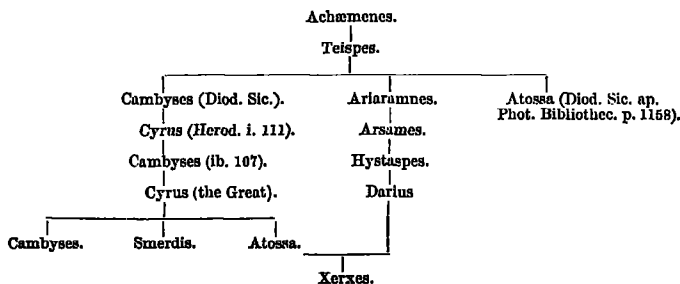 Achæmenes.
Teispes.
Cambyses (Diod. Sic.). Ariaramnes. Atossa (Diod. Sic. ap.
Phot. Bibliothec. p. 1158).
Cyrus (Herod. i. 111). Arsames.
Cambyses (ib. 107). Hystaspes.
Cyrus (the Great). Darius
Cambyses. Smerdis. Atossa.
Xerxes.